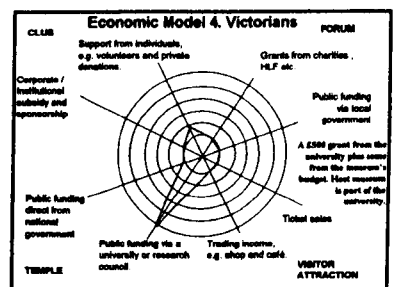 Economic Model 4. Victorians
CLUB
FORUM
Support from individuals,
e.g. volunteers and private
donations.
Grants from charities,
HLF etc
Corporate /
Institutional
subsidy and
sponsorship
Public funding
via local
government
A £500 grant from the
university plus some
from the museum's
budget. Host museum
is part of the
university.
Public funding
direct from
national
government
Ticket sales
Public funding via a
university or research
council
Trading income,
e.g. shop and café.
TEMPLE
VISITOR
ATTRACTION